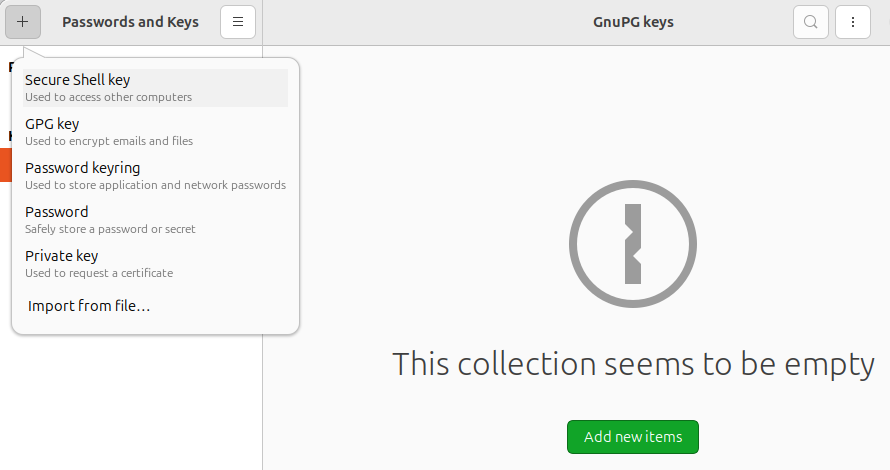 Passwords and Keys
GnuPG keys
Secure Shell key
Used to access other computers
GPG key
Used to encrypt emails and files
Password keyring
Used to store application and network passwords
Password
Safely store a password or secret
Private key
Used to request a certificate
Import from file…
This collection seems to be empty
Add new items